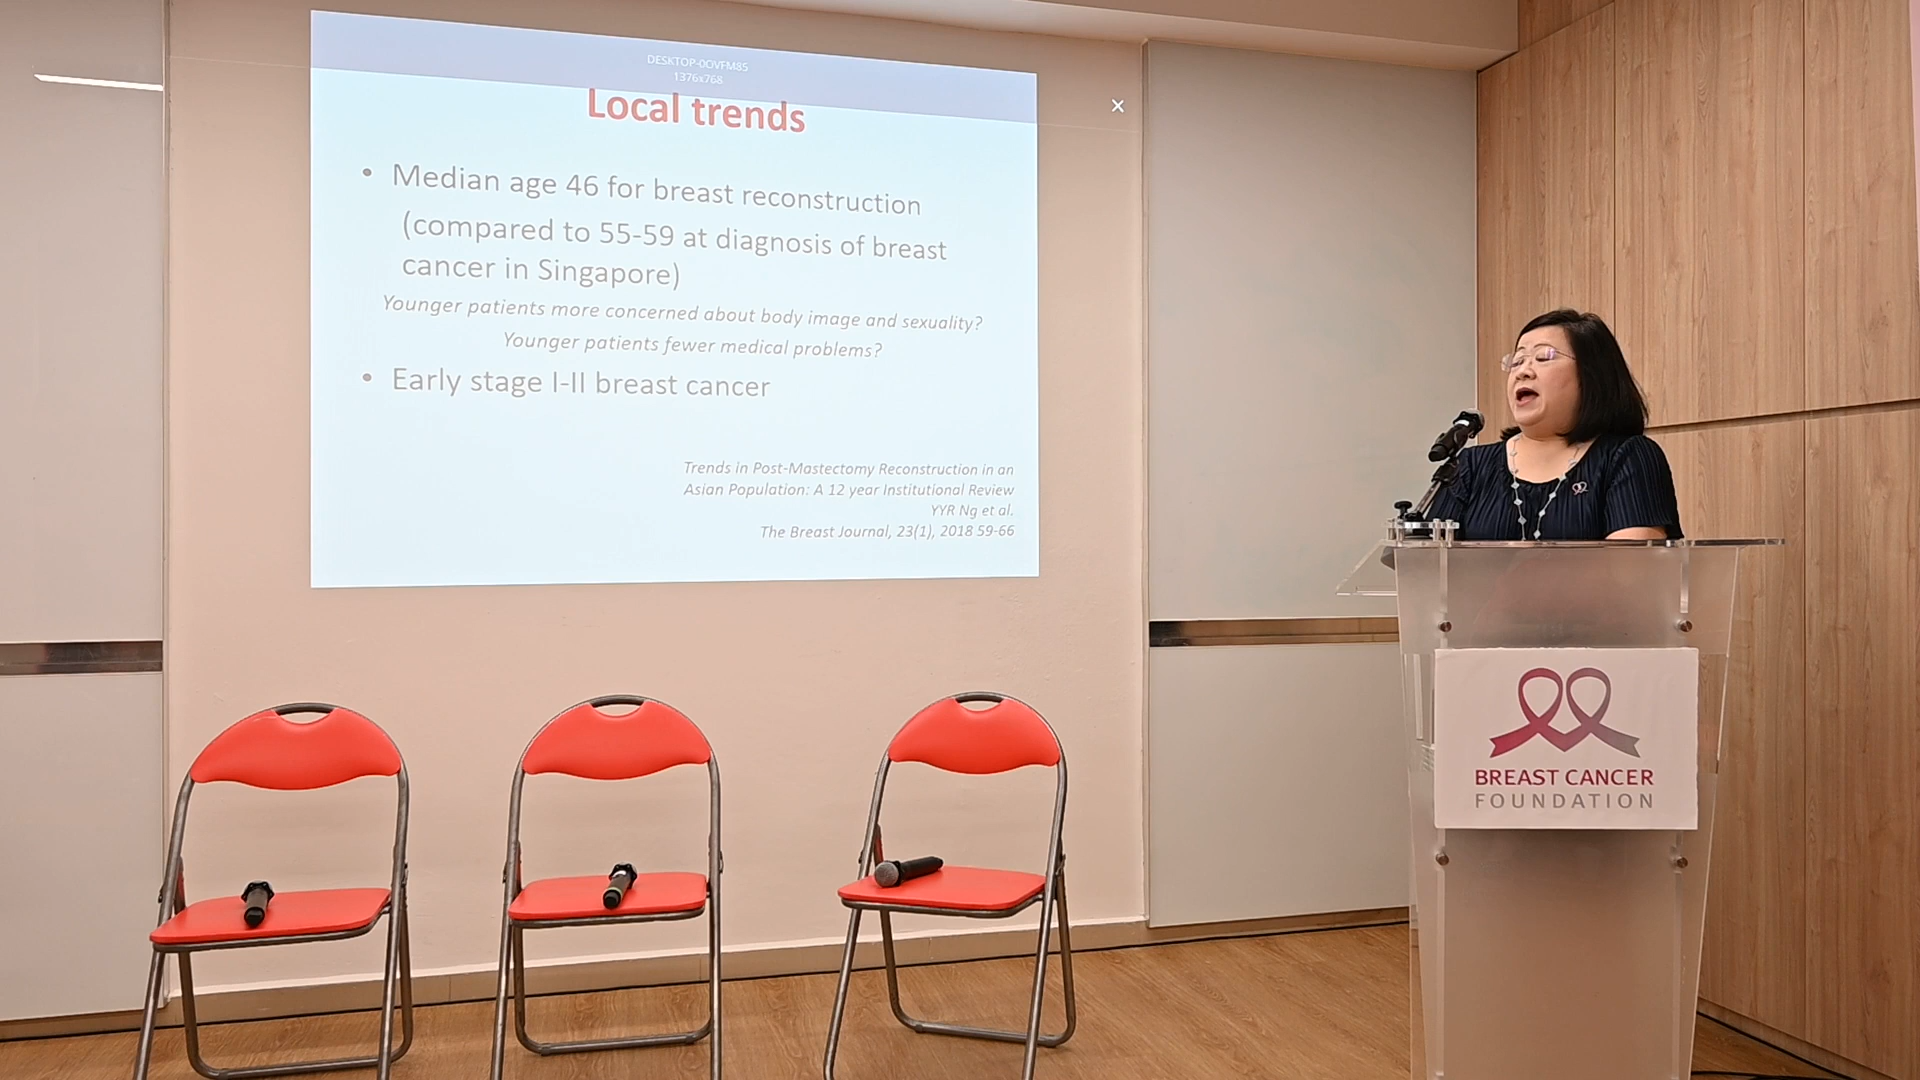 DESKTOP-0OVFM85
1376x768
Local trends
• Median age 46 for breast reconstruction
(compared to 55-59 at diagnosis of breast
cancer in Singapore)
Younger patients more concerned about body image and sexuality?
Younger patients fewer medical problems?
• Early stage I-II breast cancer
Trends in Post-Mastectomy Reconstruction in an
Asian Population: A 12 year Institutional Review
YYR Ng et al.
The Breast Journal, 23(1), 2018 59-66
BREAST CANCER
FOUNDATION